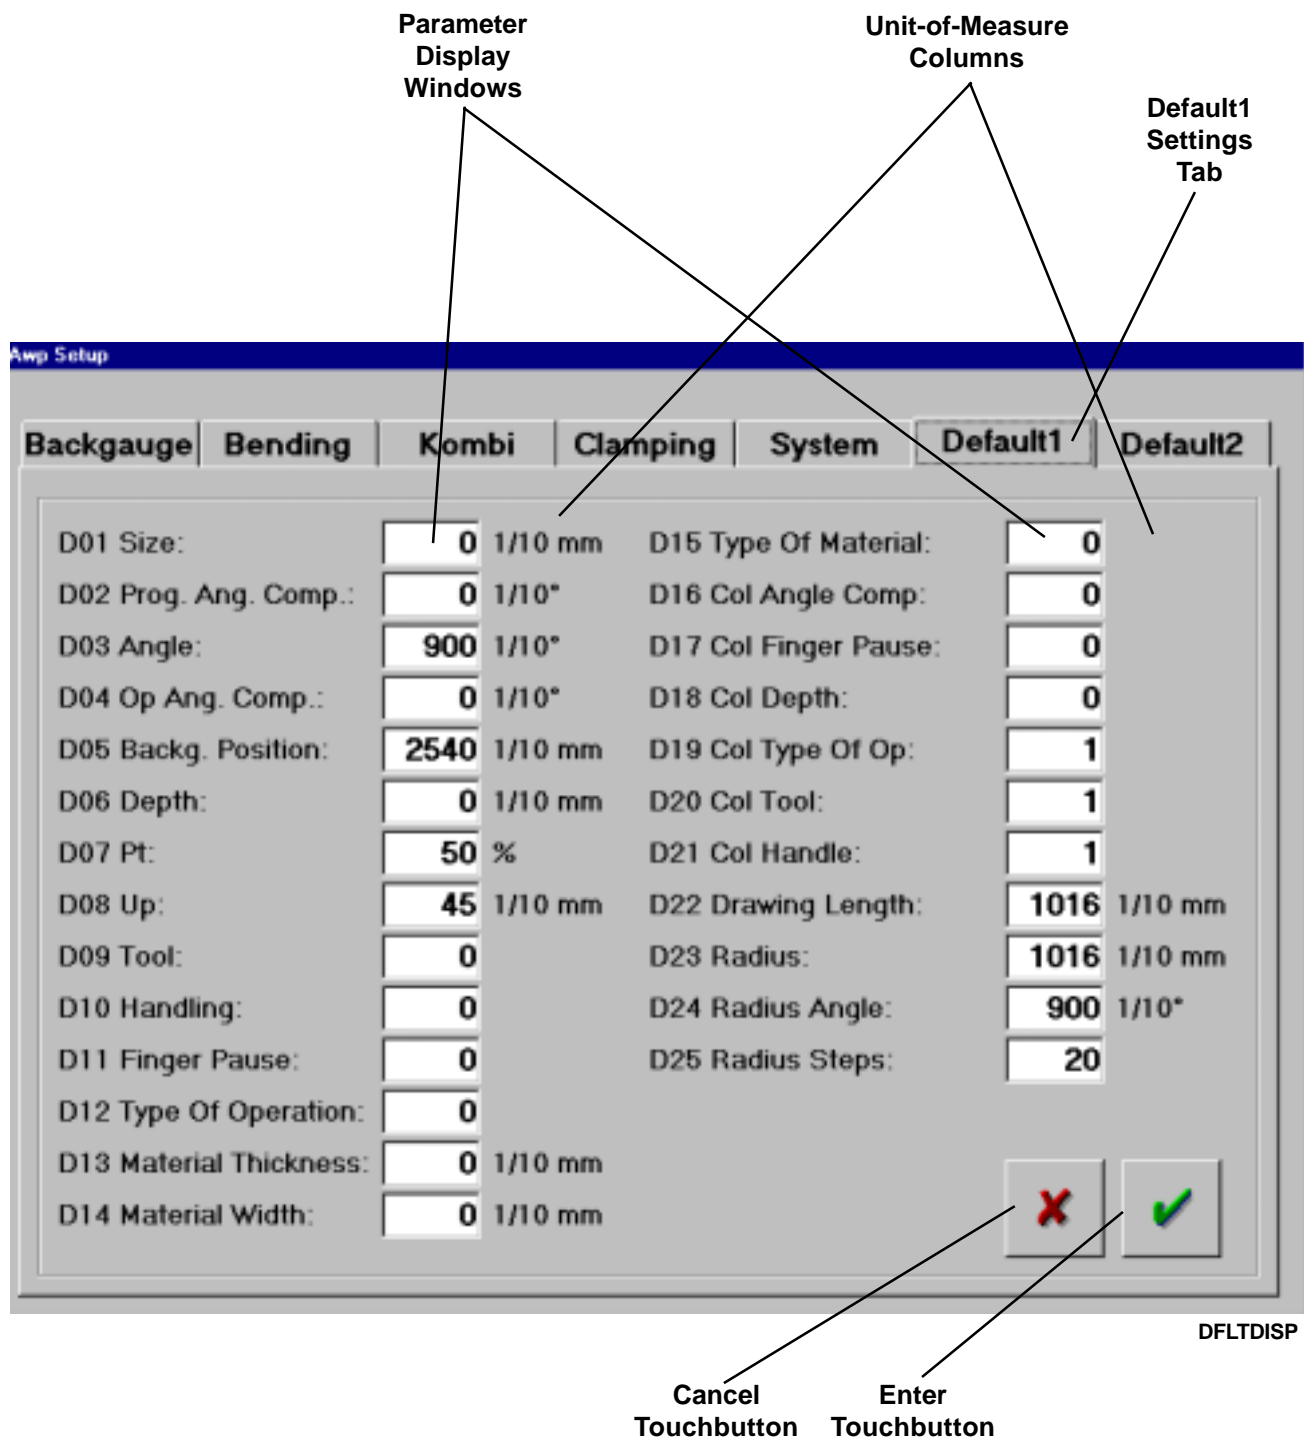 Parameter
Display
Windows
Unit-of-Measure
Columns
Default1
Settings
Tab
Awp Setup
Backgauge Bending Kombi Clamping System Default1 Default2
D01 Size: 0 1/10 mm D15 Type Of Material: 0
D02 Prog. Ang. Comp.: 0 1/10° D16 Col Angle Comp: 0
D03 Angle: 900 1/10° D17 Col Finger Pause: 0
D04 Op Ang. Comp.: 0 1/10° D18 Col Depth: 0
D05 Backg. Position: 2540 1/10 mm D19 Col Type Of Op: 1
D06 Depth: 0 1/10 mm D20 Col Tool: 1
D07 Pt: 50 % D21 Col Handle: 1
D08 Up: 45 1/10 mm D22 Drawing Length: 1016 1/10 mm
D09 Tool: 0 D23 Radius: 1016 1/10 mm
D10 Handling: 0 D24 Radius Angle: 900 1/10°
D11 Finger Pause: 0 D25 Radius Steps: 20
D12 Type Of Operation: 0
D13 Material Thickness: 0 1/10 mm
D14 Material Width: 0 1/10 mm
DFLTDISP
Cancel
Touchbutton
Enter
Touchbutton